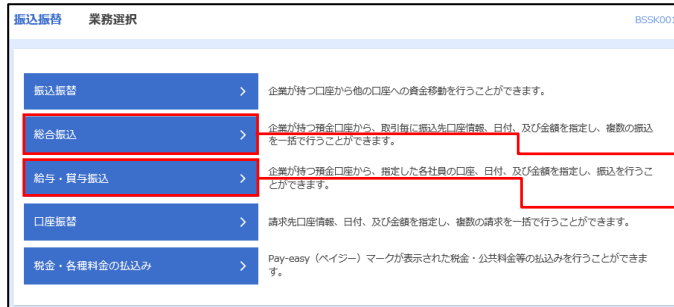 振込振替 業務選択 BSSK001
振込振替 企業が持つ口座から他の口座への資金移動を行うことができます。
総合振込 企業が持つ預金口座から、取引毎に振込先口座情報、日付、及び金額を指定し、複数の振込
を一括で行うことができます。
給与・賞与振込 企業が持つ預金口座から、指定した各社員の口座、日付、及び金額を指定し、振込を行うこ
とができます。
口座振替 請求先口座情報、日付、及び金額を指定し、複数の請求を一括で行うことができます。
税金・各種料金の払込み Pay-easy（ペイジー）マークが表示された税金・公共料金等の払込みを行うことができま
す。